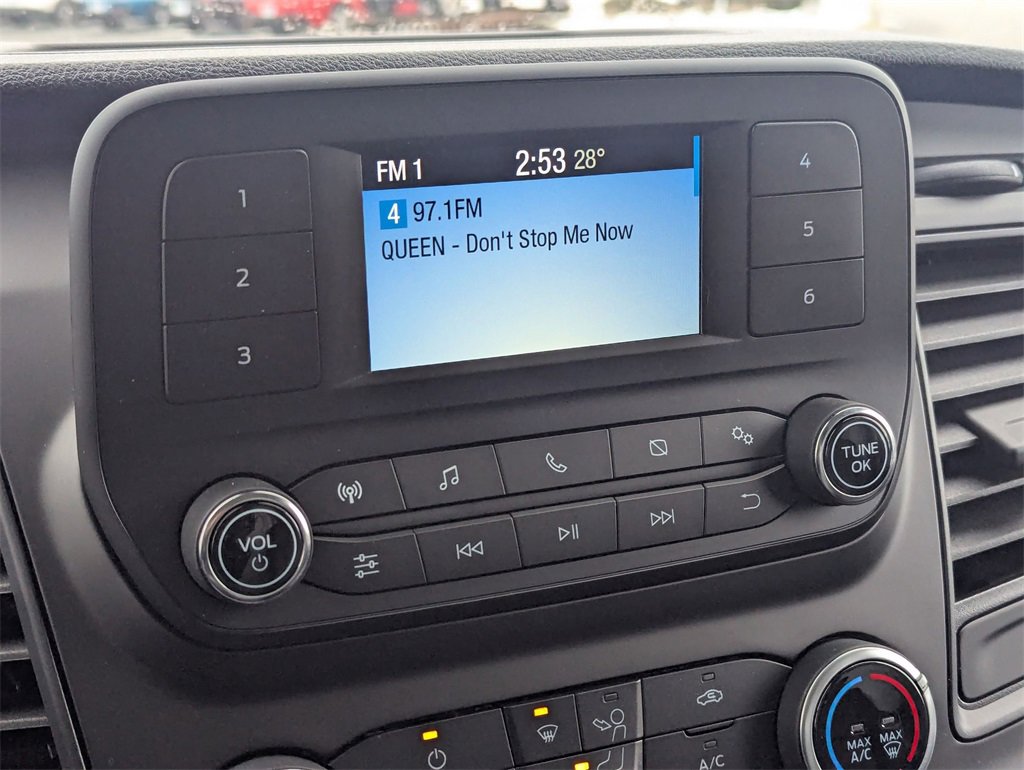 FM 1 2:53 28°
4 97.1FM
QUEEN - Don't Stop Me Now
1
2
3
4
5
6
TUNE
OK
VOL
MAX
A/C
MAX
A/C